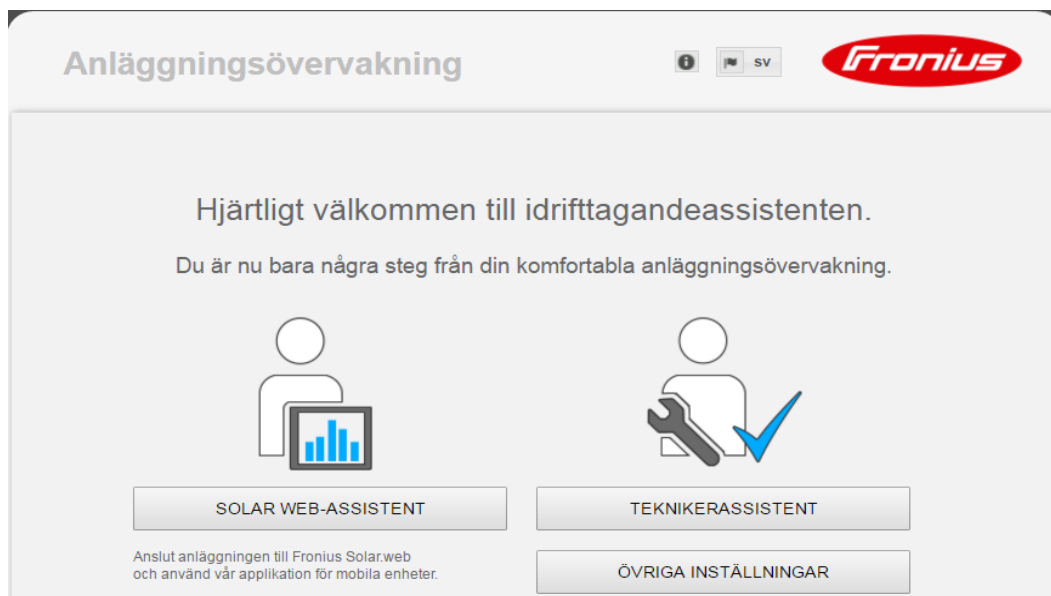 Anläggningsövervakning
SV
Fronius
Hjärtligt välkommen till idrifttagandeassistenten.
Du är nu bara några steg från din komfortabla anläggningsövervakning.
SOLAR WEB-ASSISTENT
TEKNIKERASSISTENT
Anslut anläggningen till Fronius Solar.web
och använd vår applikation för mobila enheter.
ÖVRIGA INSTÄLLNINGAR